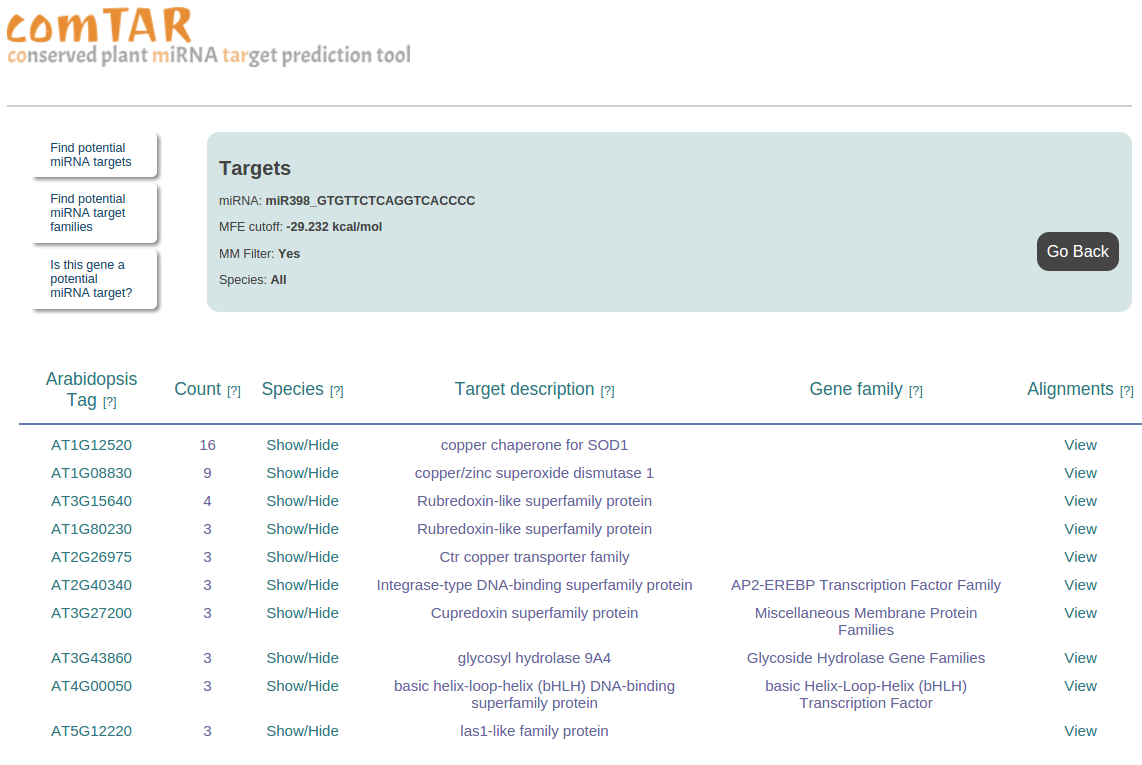 comTAR
conserved plant miRNA target prediction tool
Find potential
miRNA targets
Find potential
miRNA target
families
Is this gene a
potential
miRNA target?
Targets
miRNA: miR398_GTGTTCTCAGGTCACCCC
MFE cutoff: -29.232 kcal/mol
MM Filter: Yes
Species: All
Go Back
Arabidopsis
Tag [?] Count [?] Species [?] Target description [?] Gene family [?] Alignments [?]
AT1G12520 16 Show/Hide copper chaperone for SOD1 View
AT1G08830 9 Show/Hide copper/zinc superoxide dismutase 1 View
AT3G15640 4 Show/Hide Rubredoxin-like superfamily protein View
AT1G80230 3 Show/Hide Rubredoxin-like superfamily protein View
AT2G26975 3 Show/Hide Ctr copper transporter family View
AT2G40340 3 Show/Hide Integrase-type DNA-binding superfamily protein AP2-EREBP Transcription Factor Family View
AT3G27200 3 Show/Hide Cupredoxin superfamily protein Miscellaneous Membrane Protein View
Families
AT3G43860 3 Show/Hide glycosyl hydrolase 9A4 Glycoside Hydrolase Gene Families View
AT4G00050 3 Show/Hide basic helix-loop-helix (bHLH) DNA-binding basic Helix-Loop-Helix (bHLH) View
superfamily protein Transcription Factor
AT5G12220 3 Show/Hide las1-like family protein View